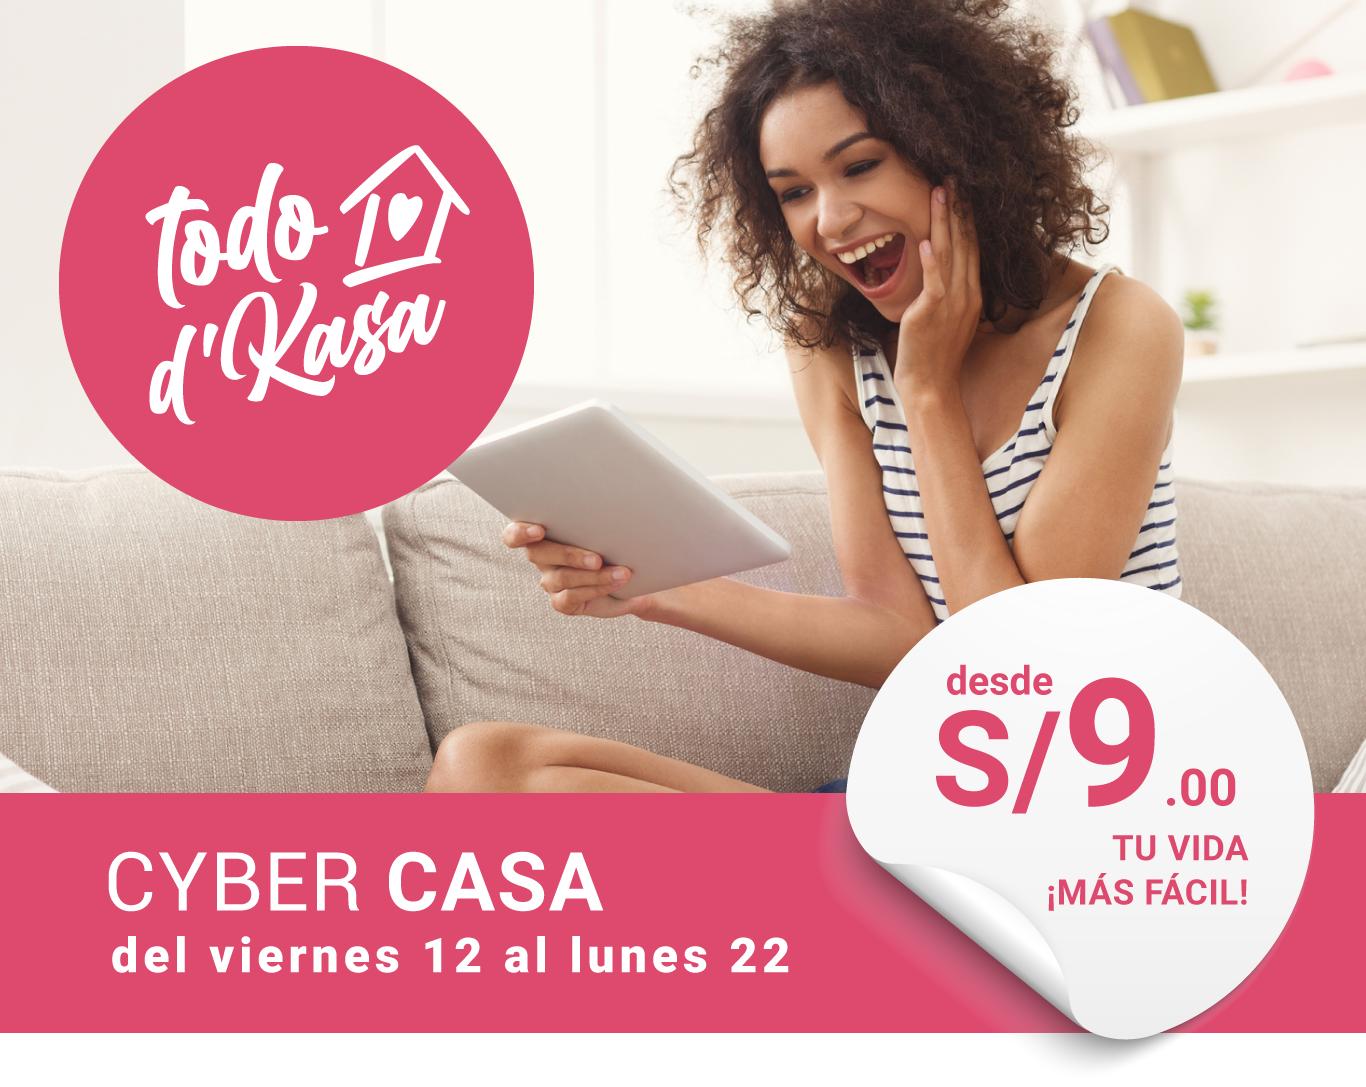 todo
d'Kasa
desde
S/9.00
TU VIDA
¡MÁS FÁCIL!
CYBER CASA
del viernes 12 al lunes 22